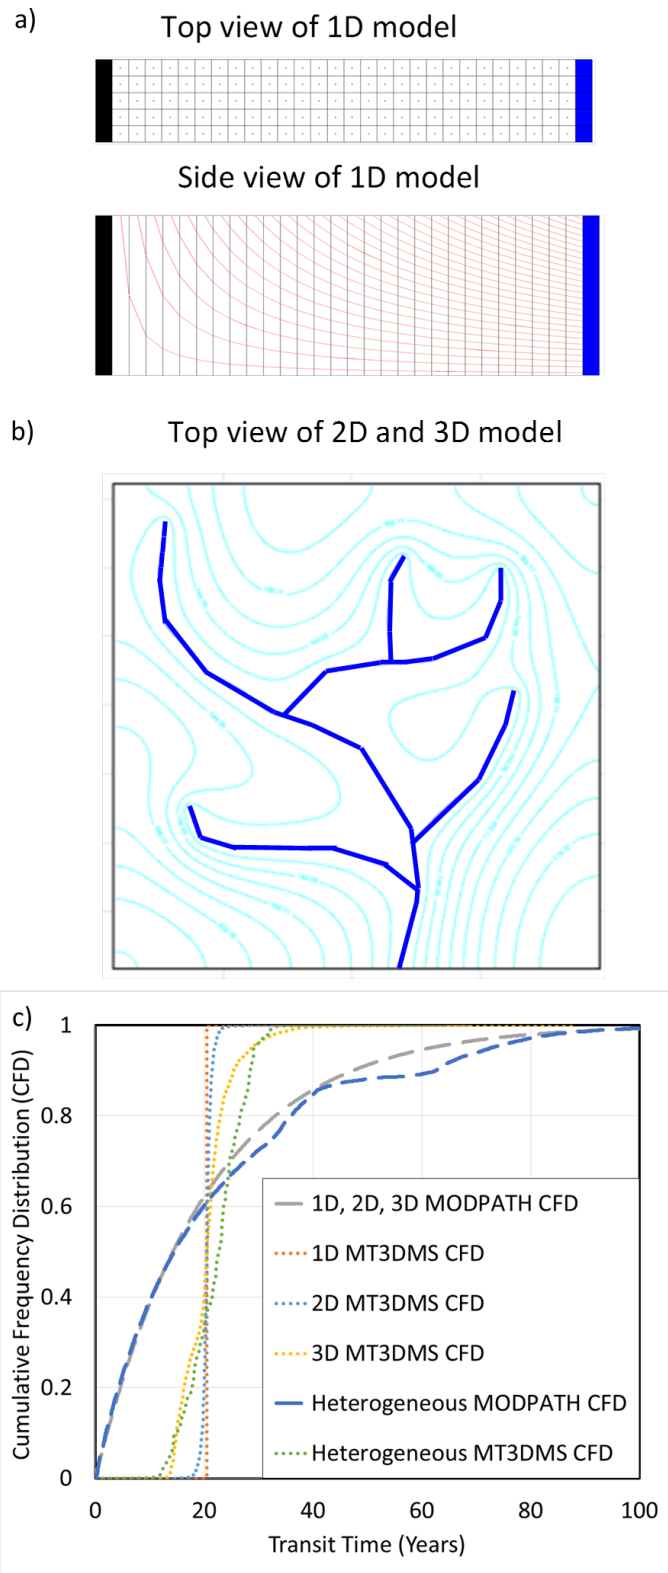 a)
Top view of 1D model
Side view of 1D model
b)
Top view of 2D and 3D model
c)
Cumulative Frequency Distribution (CFD)
1
0.8
0.6
0.4
0.2
0
1D, 2D, 3D MODPATH CFD
1D MT3DMS CFD
2D MT3DMS CFD
3D MT3DMS CFD
Heterogeneous MODPATH CFD
Heterogeneous MT3DMS CFD
0 20 40 60 80 100
Transit Time (Years)